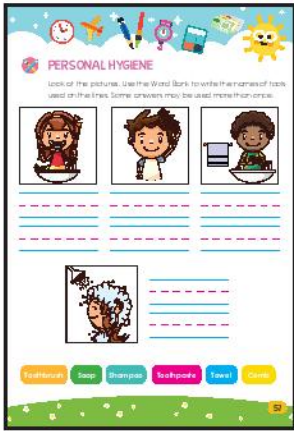 PERSONAL HYGIENE
Look at the pictures. Use the Word Bank to write the names of tools
used on the lines. Some answers may be used more than once.
Toothbrush Soap Shampoo Toothpaste Towel Comb
57